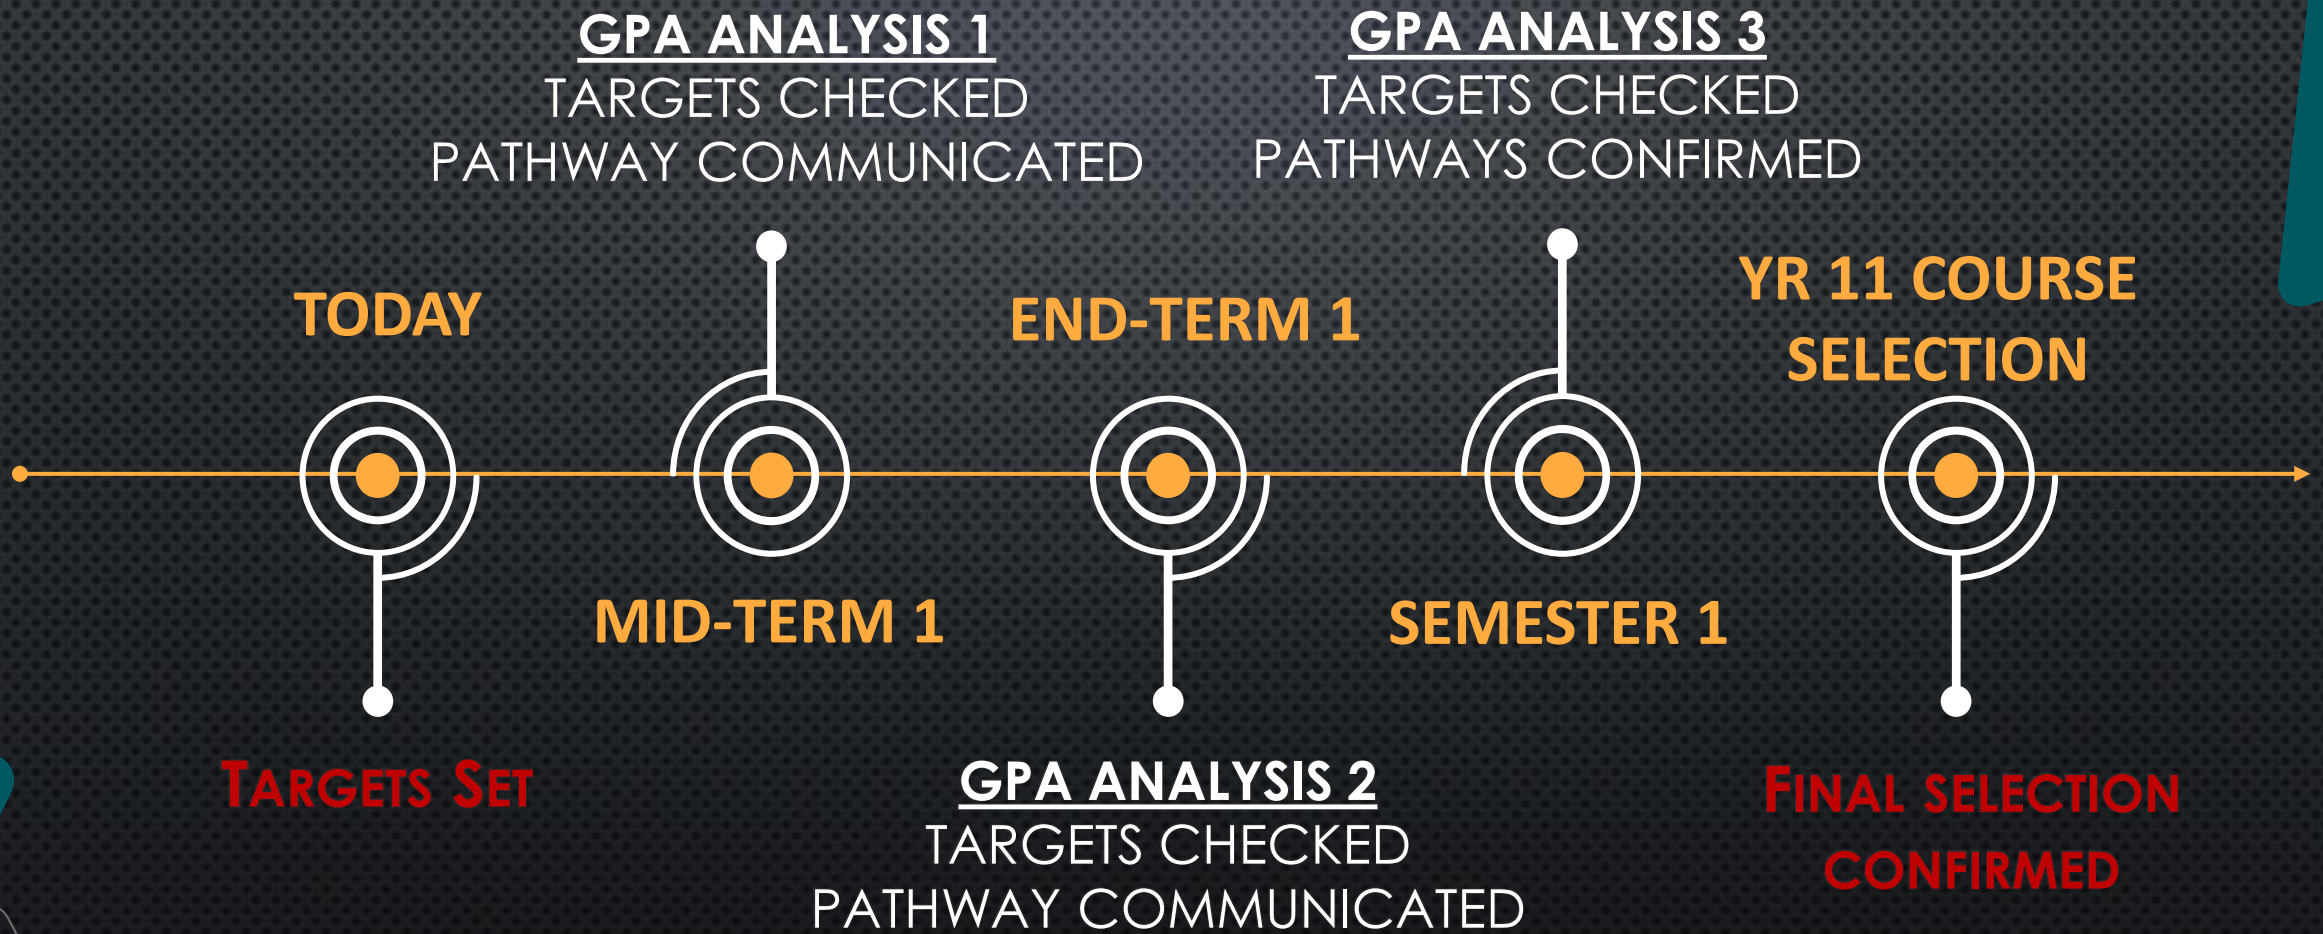 GPA ANALYSIS 1
TARGETS CHECKED
PATHWAY COMMUNICATED
GPA ANALYSIS 3
TARGETS CHECKED
PATHWAYS CONFIRMED
TODAY
END-TERM 1
YR 11 COURSE
SELECTION
MID-TERM 1
SEMESTER 1
TARGETS SET
GPA ANALYSIS 2
TARGETS CHECKED
PATHWAY COMMUNICATED
FINAL SELECTION
CONFIRMED